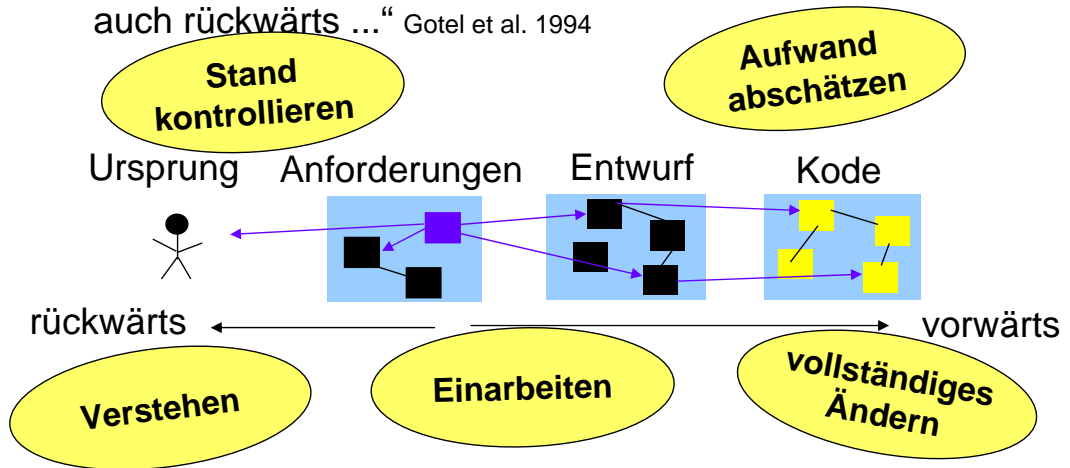 auch rückwärts ...“ Gotel et al. 1994
Stand
kontrollieren
Aufwand
abschätzen
Ursprung
Anforderungen
Entwurf
Kode
rückwärts
vorwärts
Verstehen
Einarbeiten
vollständiges
Ändern